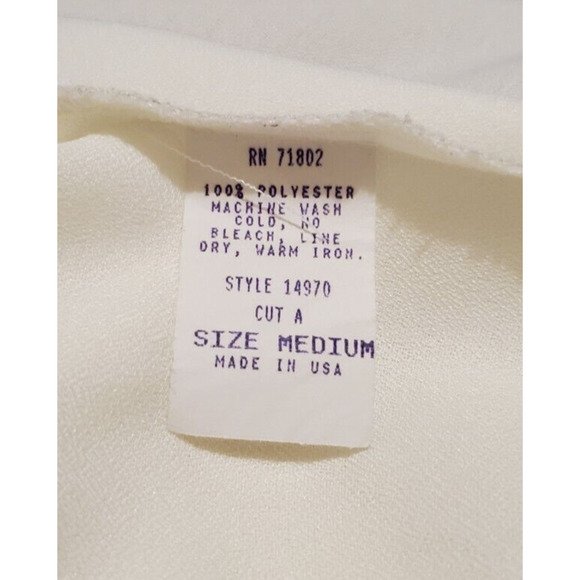 RN 71802
100% POLYESTER
MACHINE WASH
COLD, NO
BLEACH, LINE
DRY, WARM IRON.
STYLE 14970
CUT A
SIZE MEDIUM
MADE IN USA